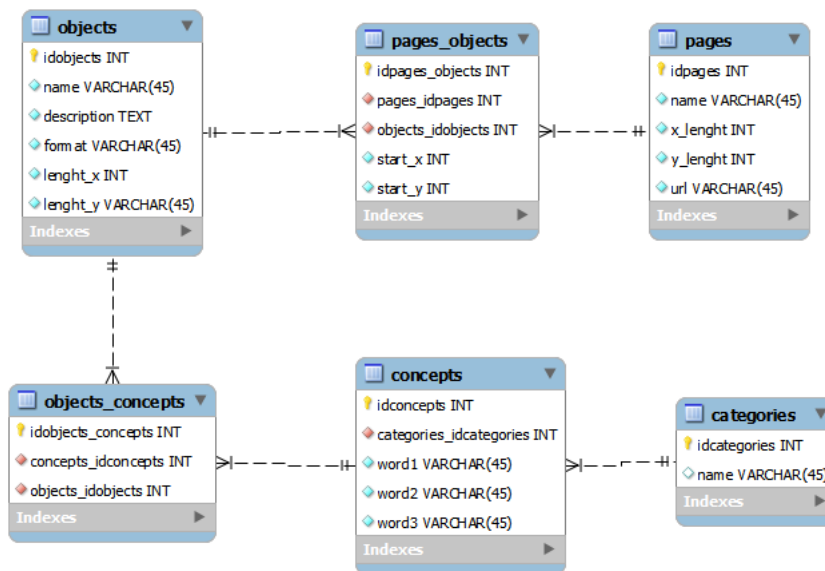 objects
idobjects INT
name VARCHAR(45)
description TEXT
format VARCHAR(45)
lenght_x INT
lenght_y VARCHAR(45)
Indexes
pages_objects
idpages_objects INT
pages_idpages INT
objects_idobjects INT
start_x INT
start_y INT
Indexes
pages
idpages INT
name VARCHAR(45)
x_lenght INT
y_lenght INT
url VARCHAR(45)
Indexes
objects_concepts
idobjects_concepts INT
concepts_idconcepts INT
objects_idobjects INT
Indexes
concepts
idconcepts INT
categories_idcategories INT
word1 VARCHAR(45)
word2 VARCHAR(45)
word3 VARCHAR(45)
Indexes
categories
idcategories INT
name VARCHAR(45)
Indexes